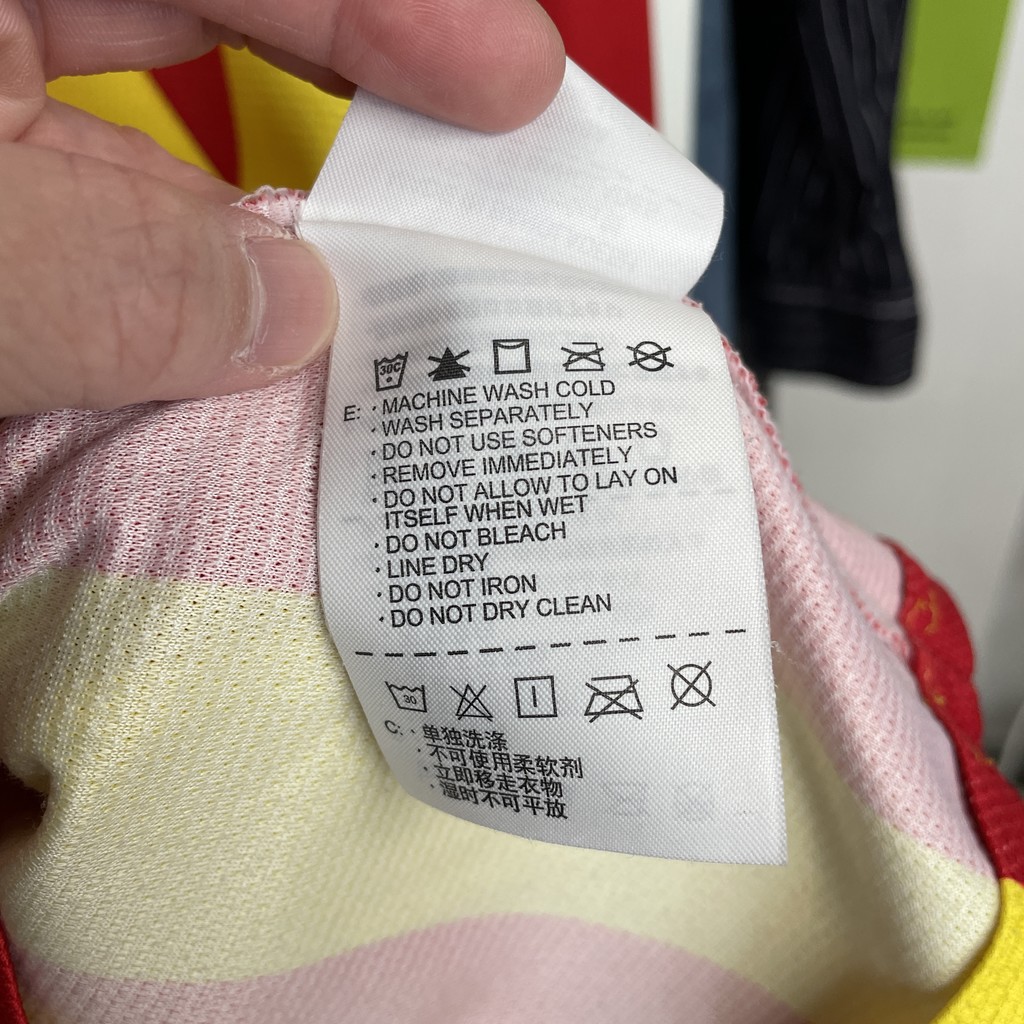 30C
E: · MACHINE WASH COLD
· WASH SEPARATELY
· DO NOT USE SOFTENERS
· REMOVE IMMEDIATELY
· DO NOT ALLOW TO LAY ON
ITSELF WHEN WET
· DO NOT BLEACH
· LINE DRY
· DO NOT IRON
· DO NOT DRY CLEAN
30
C: · 单独洗涤
· 不可使用柔软剂
· 立即移走衣物
· 湿时不可平放